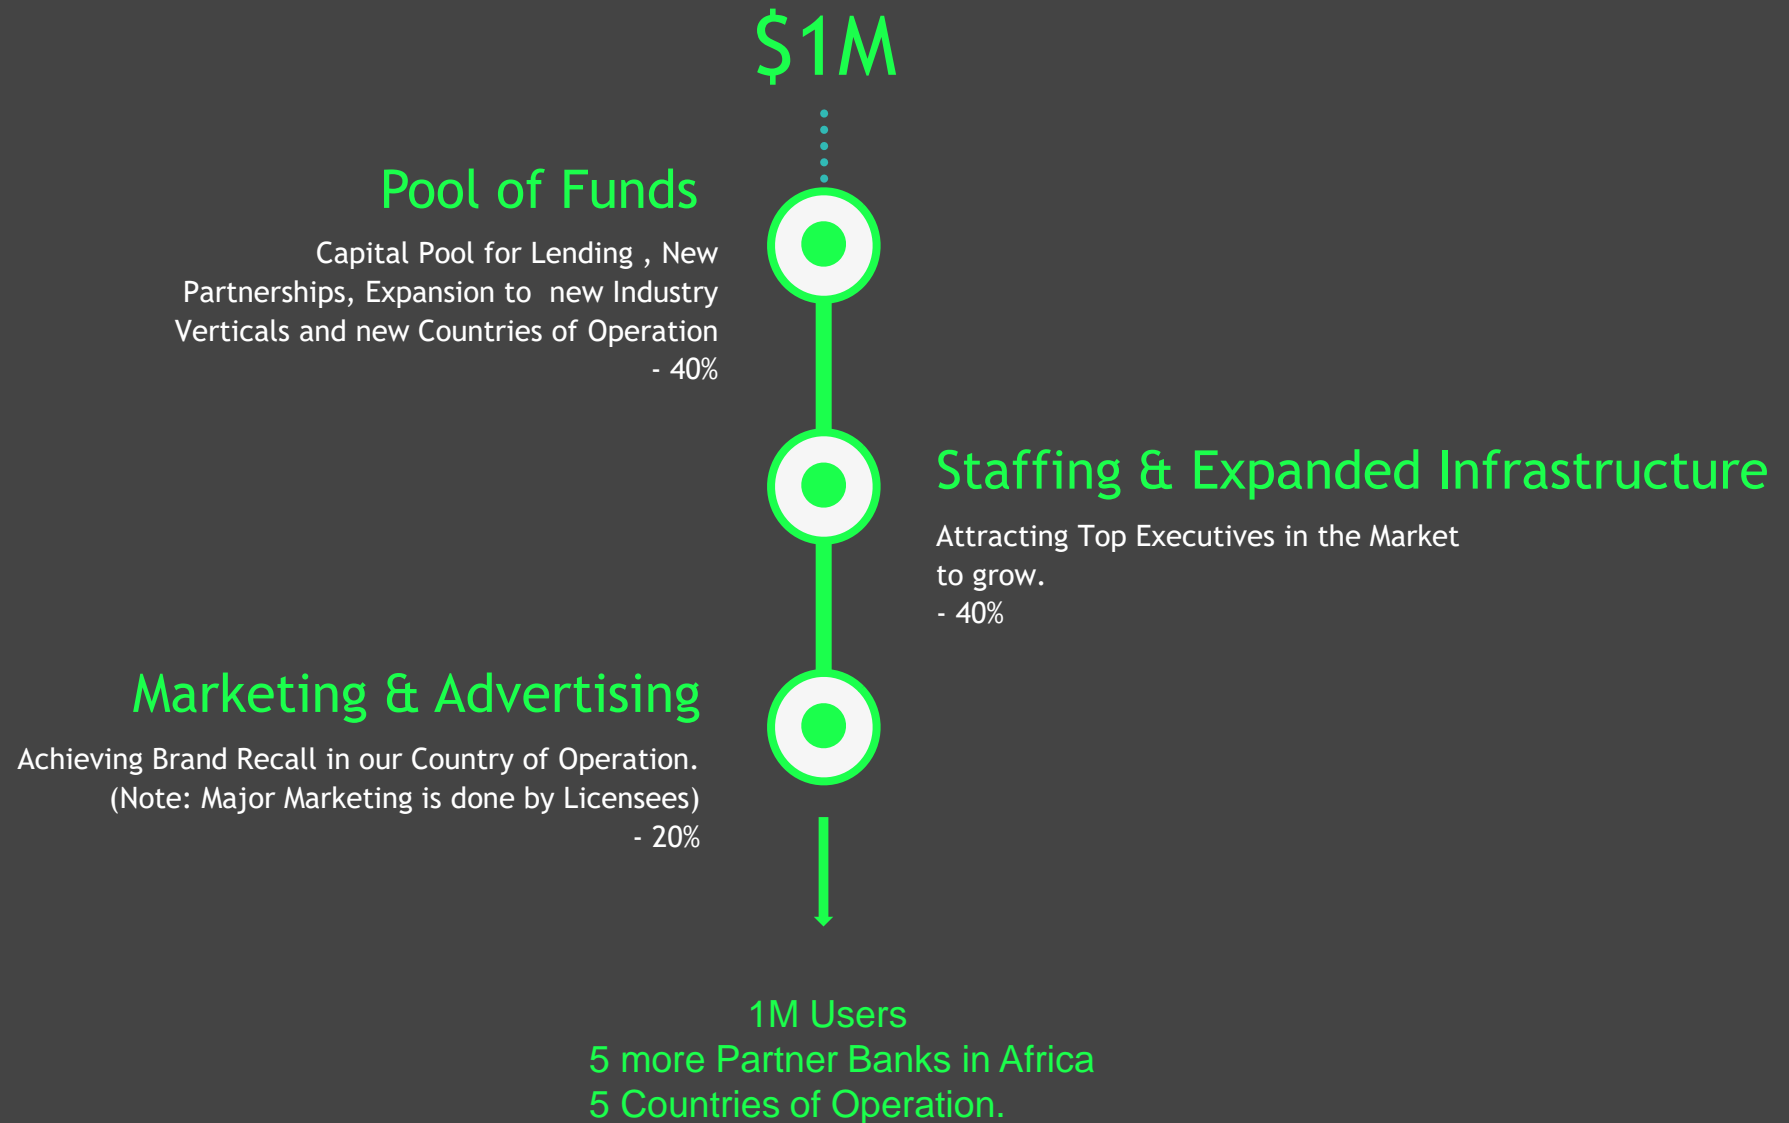 $1M
Pool of Funds
Capital Pool for Lending , New
Partnerships, Expansion to  new Industry
Verticals and new Countries of Operation
- 40%
Staffing & Expanded Infrastructure
Attracting Top Executives in the Market
to grow.
- 40%
Marketing & Advertising
Achieving Brand Recall in our Country of Operation.
(Note: Major Marketing is done by Licensees)
- 20%
1M Users
5 more Partner Banks in Africa
5 Countries of Operation.